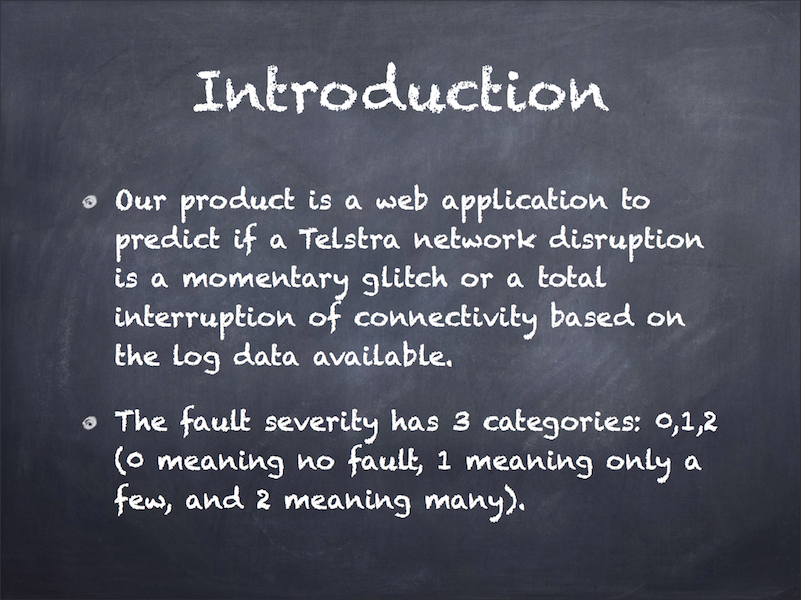 Introduction
Our product is a web application to
predict if a Telstra network disruption
is a momentary glitch or a total
interruption of connectivity based on
the log data available.
The fault severity has 3 categories: 0,1,2
(0 meaning no fault, 1 meaning only a
few, and 2 meaning many).